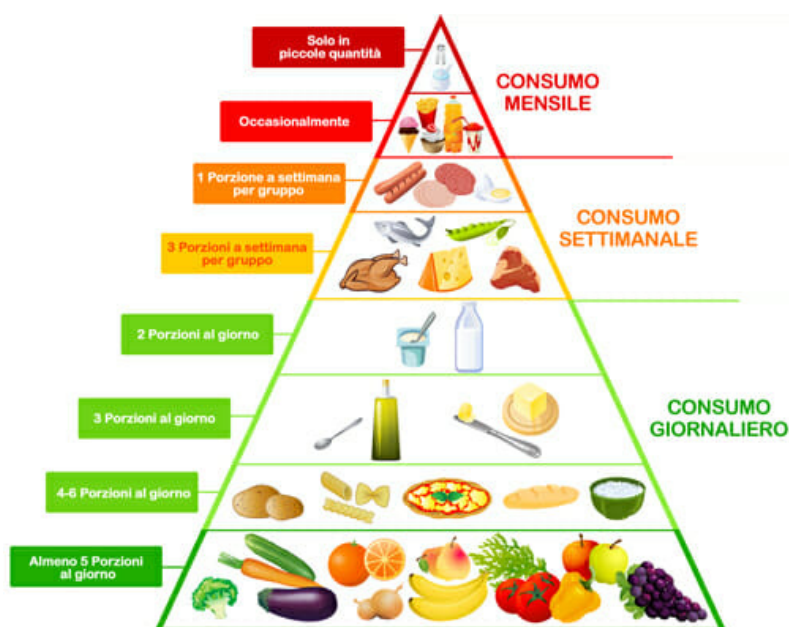 Solo in
piccole quantità
CONSUMO
MENSILE
Occasionalmente
1 Porzione a settimana
per gruppo
CONSUMO
SETTIMANALE
3 Porzioni a settimana
per gruppo
2 Porzioni al giorno
3 Porzioni al giorno
CONSUMO
GIORNALIERO
4-6 Porzioni al giorno
Almeno 5 Porzioni
al giorno